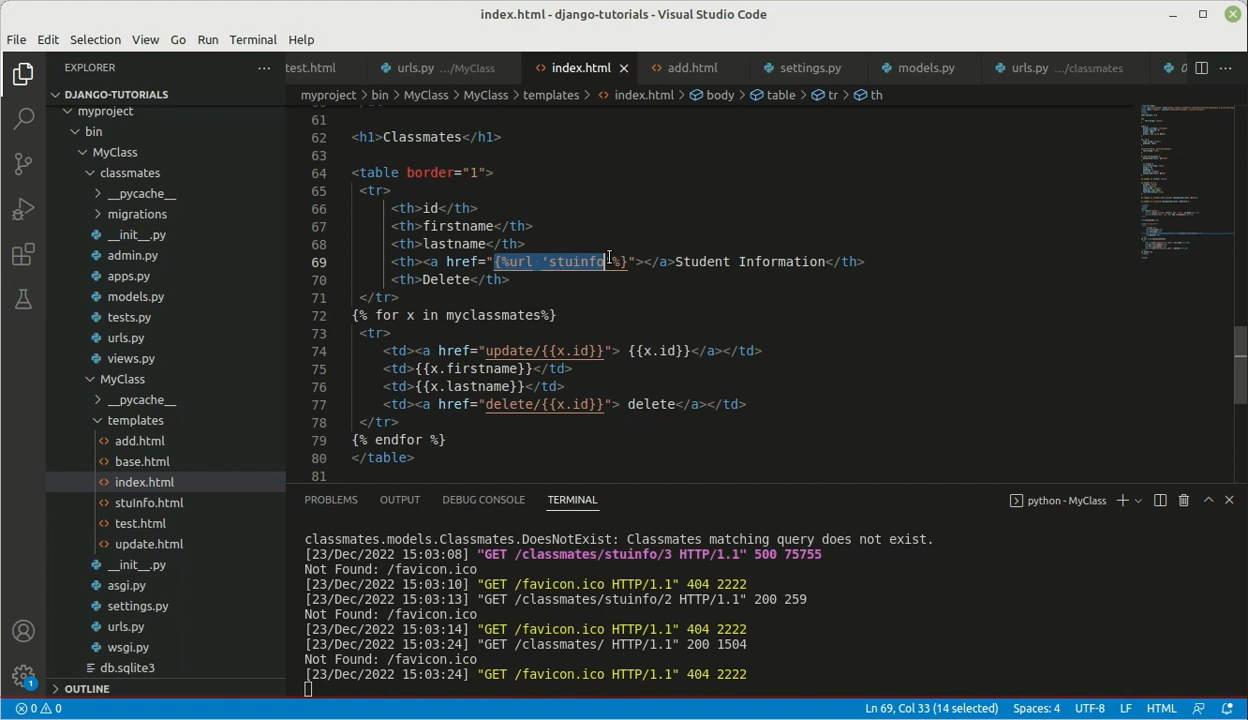 index.html - django-tutorials - Visual Studio Code
File Edit Selection View Go Run Terminal Help
EXPLORER
test.html urls.py .../MyClass index.html add.html settings.py models.py urls.py .../classmates
DJANGO-TUTORIALS
myproject > bin > MyClass > MyClass > templates > index.html > body > table > tr > th
myproject
bin
MyClass
classmates
__pycache__
migrations
__init__.py
admin.py
apps.py
models.py
tests.py
urls.py
views.py
MyClass
__pycache__
templates
add.html
base.html
index.html
stuInfo.html
test.html
update.html
__init__.py
asgi.py
settings.py
urls.py
wsgi.py
db.sqlite3
OUTLINE
61
62 <h1>Classmates</h1>
63
64 <table border="1">
65 <tr>
66 <th>id</th>
67 <th>firstname</th>
68 <th>lastname</th>
69 <th><a href="{%url 'stuinfo %}"></a>Student Information</th>
70 <th>Delete</th>
71 </tr>
72 {% for x in myclassmates%}
73 <tr>
74 <td><a href="update/{{x.id}}"> {{x.id}}</a></td>
75 <td>{{x.firstname}}</td>
76 <td>{{x.lastname}}</td>
77 <td><a href="delete/{{x.id}}"> delete</a></td>
78 </tr>
79 {% endfor %}
80 </table>
81
PROBLEMS OUTPUT DEBUG CONSOLE TERMINAL python - MyClass
classmates.models.Classmates.DoesNotExist: Classmates matching query does not exist.
[23/Dec/2022 15:03:08] "GET /classmates/stuinfo/3 HTTP/1.1" 500 75755
Not Found: /favicon.ico
[23/Dec/2022 15:03:10] "GET /favicon.ico HTTP/1.1" 404 2222
[23/Dec/2022 15:03:13] "GET /classmates/stuinfo/2 HTTP/1.1" 200 259
Not Found: /favicon.ico
[23/Dec/2022 15:03:14] "GET /favicon.ico HTTP/1.1" 404 2222
[23/Dec/2022 15:03:24] "GET /classmates/ HTTP/1.1" 200 1504
Not Found: /favicon.ico
[23/Dec/2022 15:03:24] "GET /favicon.ico HTTP/1.1" 404 2222
1
0 0 Ln 69, Col 33 (14 selected) Spaces: 4 UTF-8 LF HTML